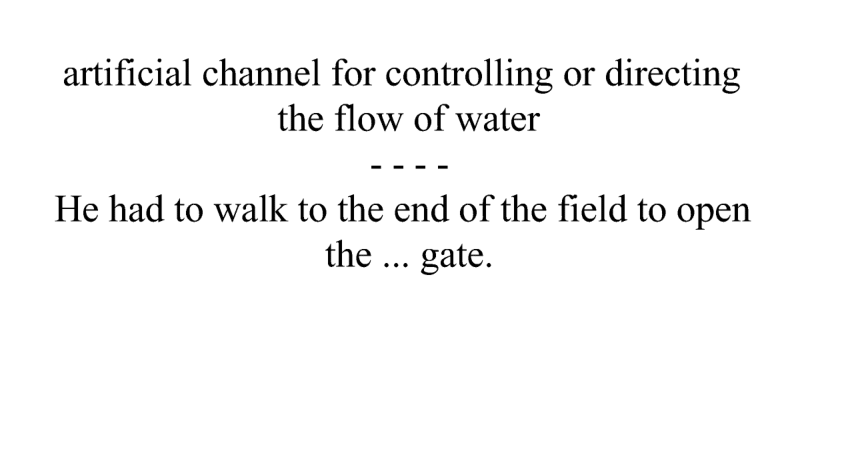 artificial channel for controlling or directing
the flow of water
- - - -
He had to walk to the end of the field to open
the ... gate.